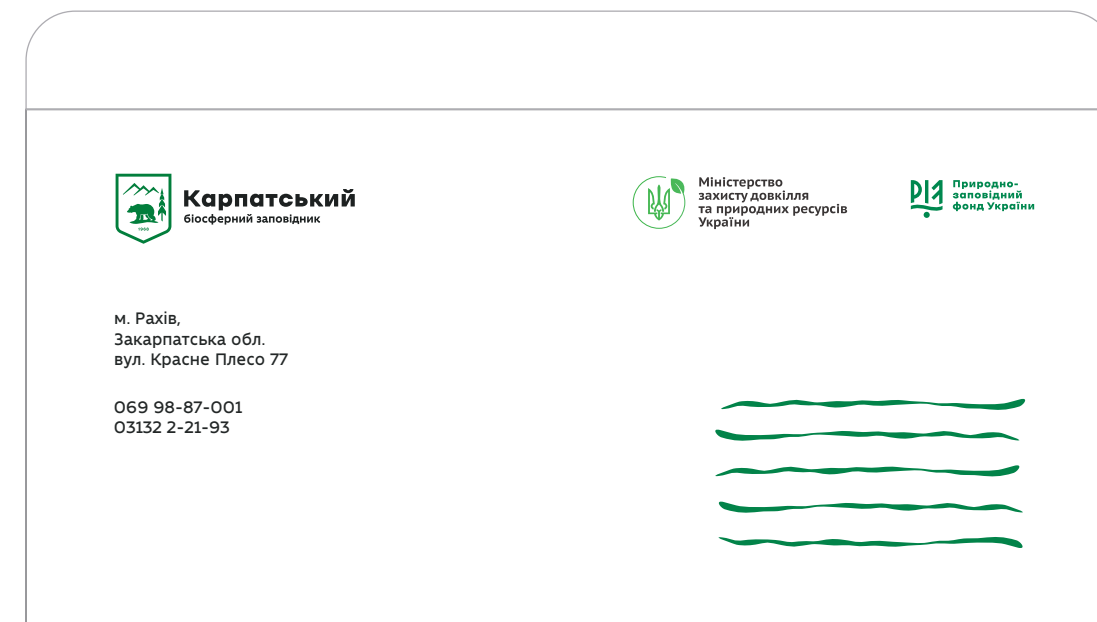 Карпатський
біосферний заповідник
1968
Міністерство
захисту довкілля
та природних ресурсів
України
Природно-
заповідний
фонд України
м. Рахів,
Закарпатська обл.
вул. Красне Плесо 77
069 98-87-001
03132 2-21-93